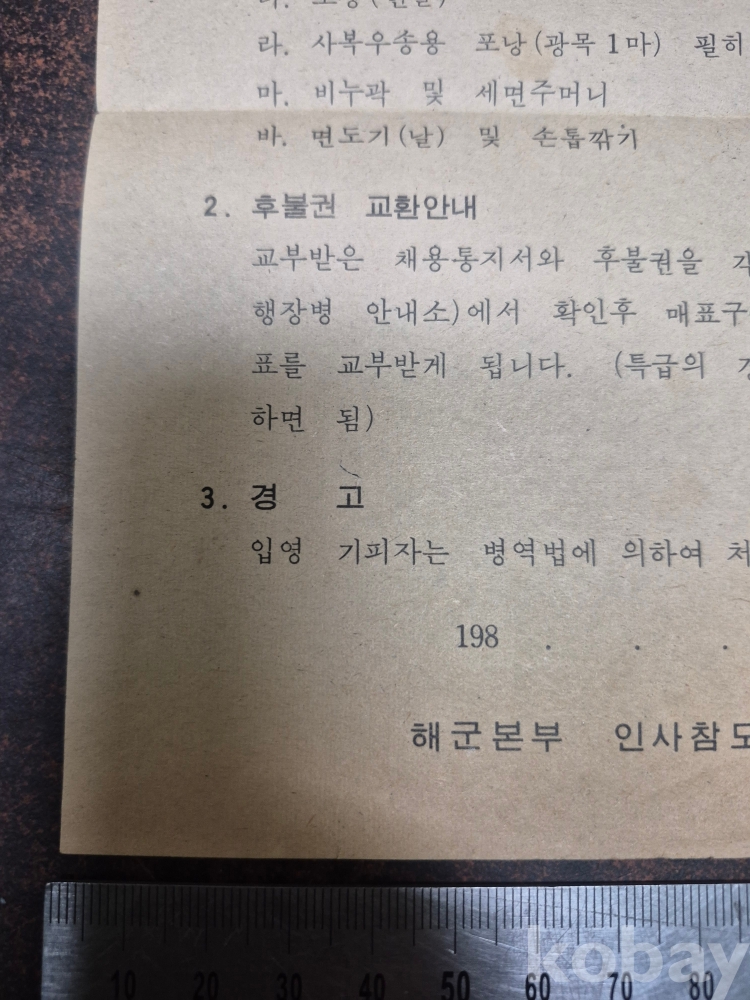 라. 사복우송용 포낭(광목1마) 필히
마. 비누곽 및 세면주머니
바. 면도기(날) 및 손톱깎기
2. 후불권 교환안내
교부받은 채용통지서와 후불권을
행장병 안내소)에서 확인후 매표구
표를 교부받게 됩니다. (특급의
하면 됨)
3. 경 고
입영 기피자는 병역법에 의하여 처
198 . . .
해군본부 인사참모
10 20 30 40 50 60 70 80
kobay